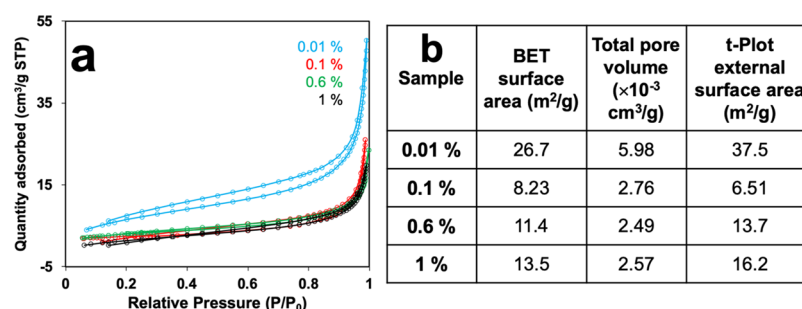 a
0.01 %
0.1 %
0.6 %
1 %
Quantity adsorbed (cm³/g STP)
55
35
15
-5
0
0.2
0.4
0.6
0.8
1
Relative Pressure (P/P₀)
b
Sample
BET surface area (m²/g)
Total pore volume (×10⁻³ cm³/g)
t-Plot external surface area (m²/g)
0.01 % 26.7 5.98 37.5
0.1 % 8.23 2.76 6.51
0.6 % 11.4 2.49 13.7
1 % 13.5 2.57 16.2